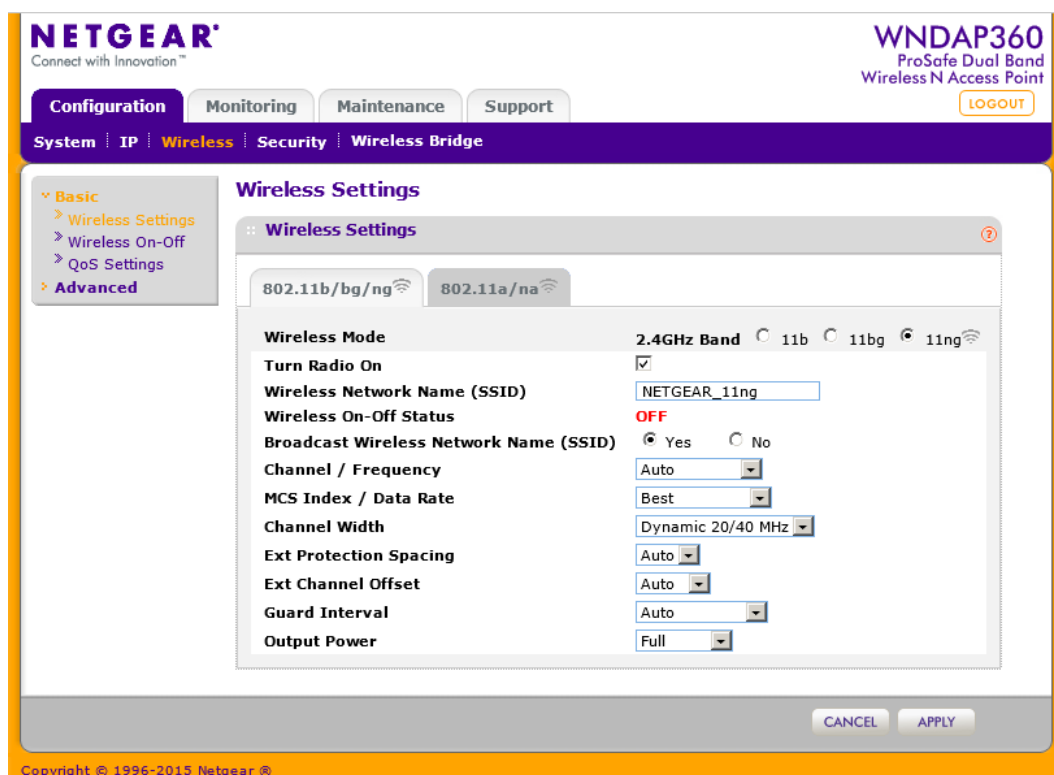 NETGEAR®
Connect with Innovation™
WNDAP360
ProSafe Dual Band
Wireless N Access Point
LOGOUT
Configuration Monitoring Maintenance Support
System IP Wireless Security Wireless Bridge
Basic
Wireless Settings
Wireless On-Off
QoS Settings
Advanced
Wireless Settings
Wireless Settings ?
802.11b/bg/ng 802.11a/na
Wireless Mode 2.4GHz Band 11b 11bg 11ng
Turn Radio On
Wireless Network Name (SSID) NETGEAR_11ng
Wireless On-Off Status OFF
Broadcast Wireless Network Name (SSID) Yes No
Channel / Frequency Auto
MCS Index / Data Rate Best
Channel Width Dynamic 20/40 MHz
Ext Protection Spacing Auto
Ext Channel Offset Auto
Guard Interval Auto
Output Power Full
CANCEL APPLY
Copyright © 1996-2015 Netgear ®